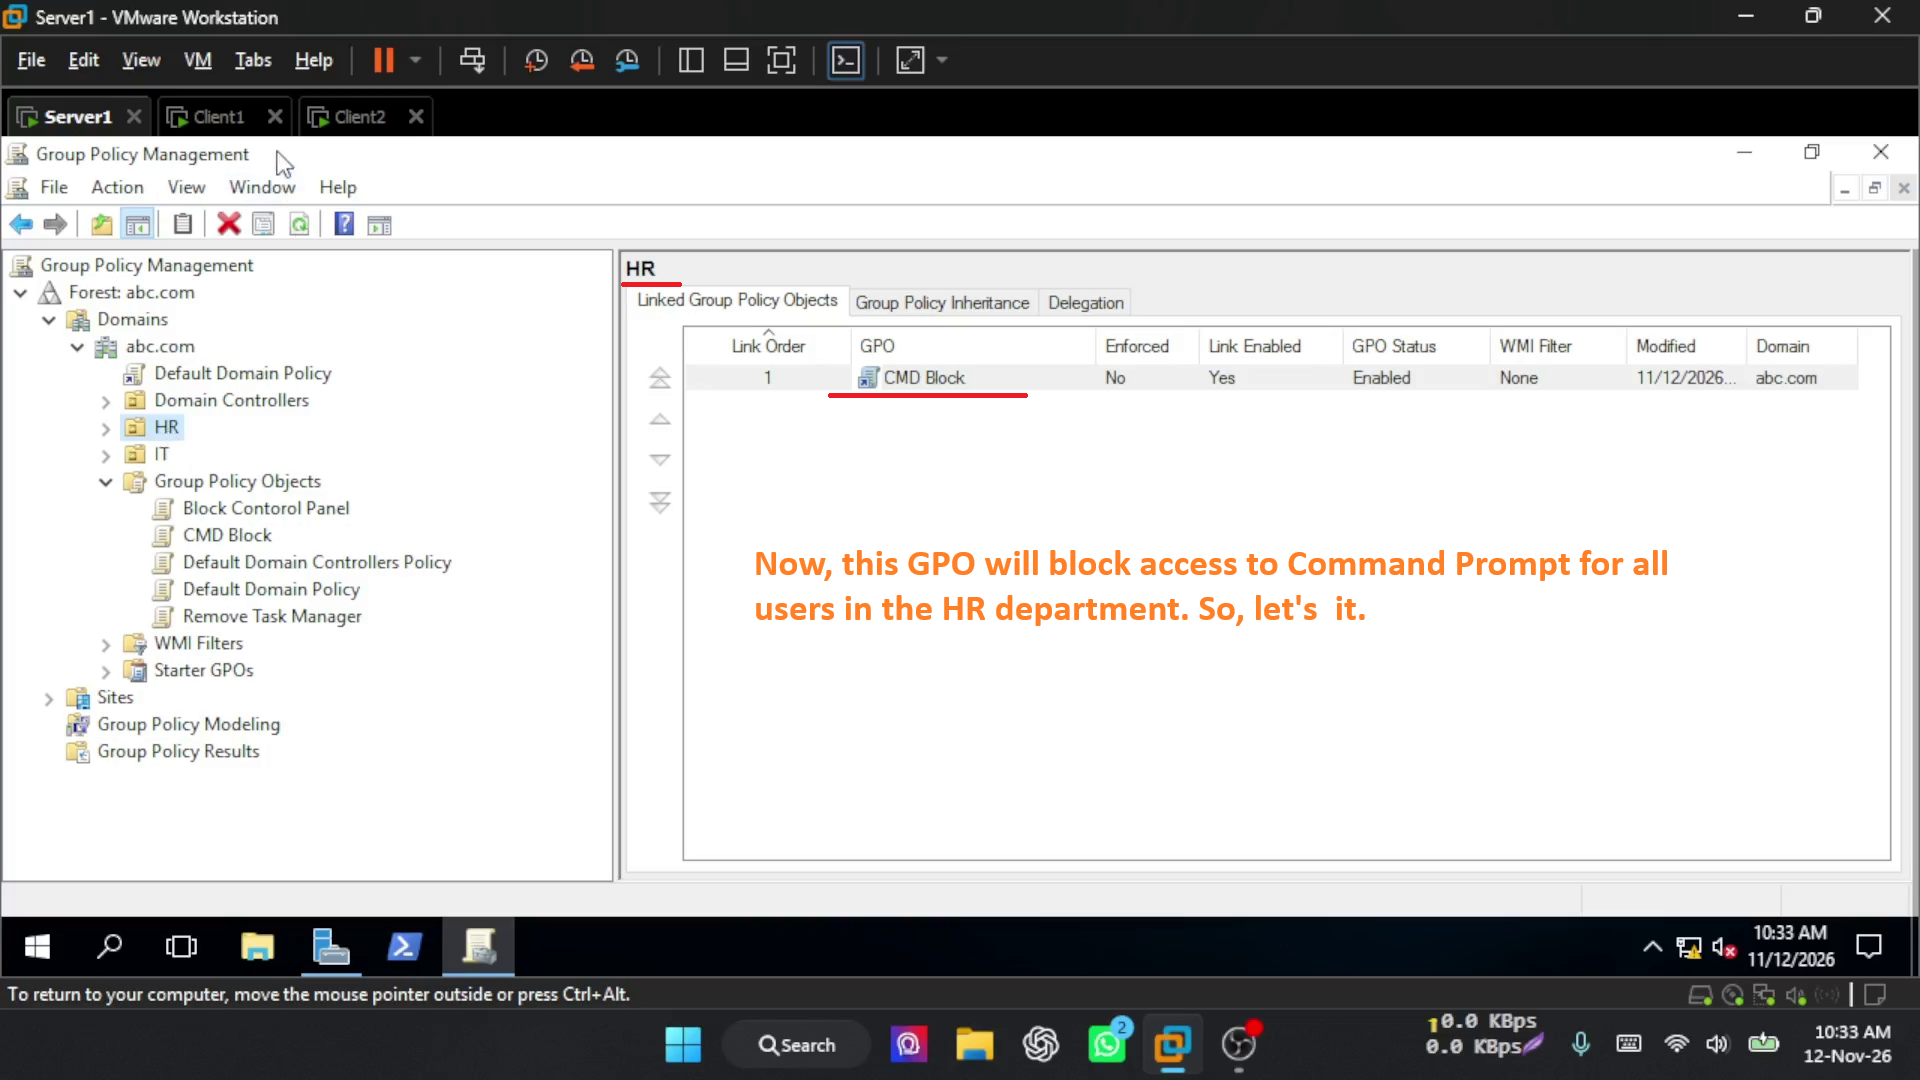 Server1 - VMware Workstation
File Edit View VM Tabs Help
Server1 Client1 Client2
Group Policy Management
File Action View Window Help
Group Policy Management
Forest: abc.com
Domains
abc.com
Default Domain Policy
Domain Controllers
HR
IT
Group Policy Objects
Block Contorol Panel
CMD Block
Default Domain Controllers Policy
Default Domain Policy
Remove Task Manager
WMI Filters
Starter GPOs
Sites
Group Policy Modeling
Group Policy Results
HR
Linked Group Policy Objects Group Policy Inheritance Delegation
Link Order GPO Enforced Link Enabled GPO Status WMI Filter Modified Domain
1 CMD Block No Yes Enabled None 11/12/2026... abc.com
Now, this GPO will block access to Command Prompt for all
users in the HR department. So, let's it.
10:33 AM
11/12/2026
To return to your computer, move the mouse pointer outside or press Ctrl+Alt.
Search
2
0.0 KBps
0.0 KBps
10:33 AM
12-Nov-26